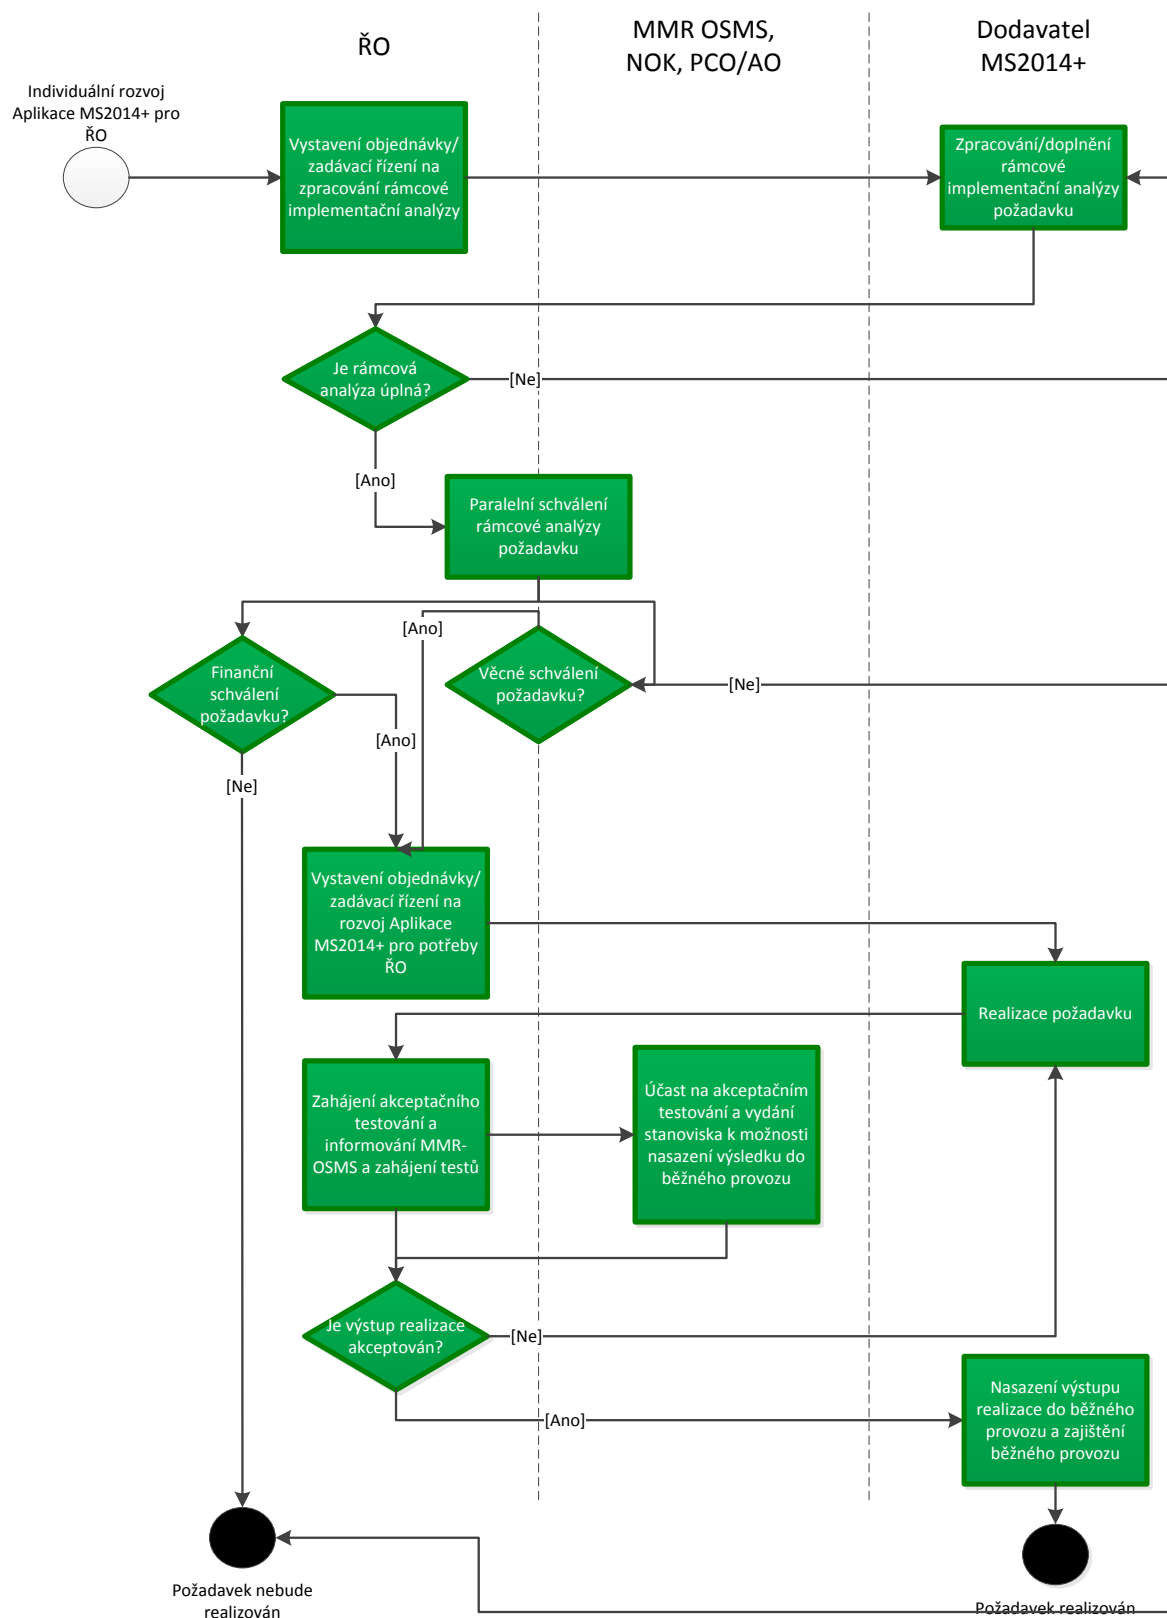 ŘO
MMR OSMS,
NOK, PCO/AO
Dodavatel
MS2014+
Individuální rozvoj
Aplikace MS2014+ pro
ŘO
Vystavení objednávky/
zadávací řízení na
zpracování rámcové
implementační analýzy
Zpracování/doplnění
rámcové
implementační analýzy
požadavku
Je rámcová
analýza úplná?
[Ne]
[Ano]
Paralelní schválení
rámcové analýzy
požadavku
[Ano]
Finanční
schválení
požadavku?
Věcné schválení
požadavku?
[Ne]
[Ano]
[Ne]
Vystavení objednávky/
zadávací řízení na
rozvoj Aplikace
MS2014+ pro potřeby
ŘO
Realizace požadavku
Zahájení akceptačního
testování a
informování MMR-
OSMS a zahájení testů
Účast na akceptačním
testování a vydání
stanoviska k možnosti
nasazení výsledku do
běžného provozu
Je výstup realizace
akceptován?
[Ne]
[Ano]
Nasazení výstupu
realizace do běžného
provozu a zajištění
běžného provozu
Požadavek nebude
realizován
Požadavek realizován